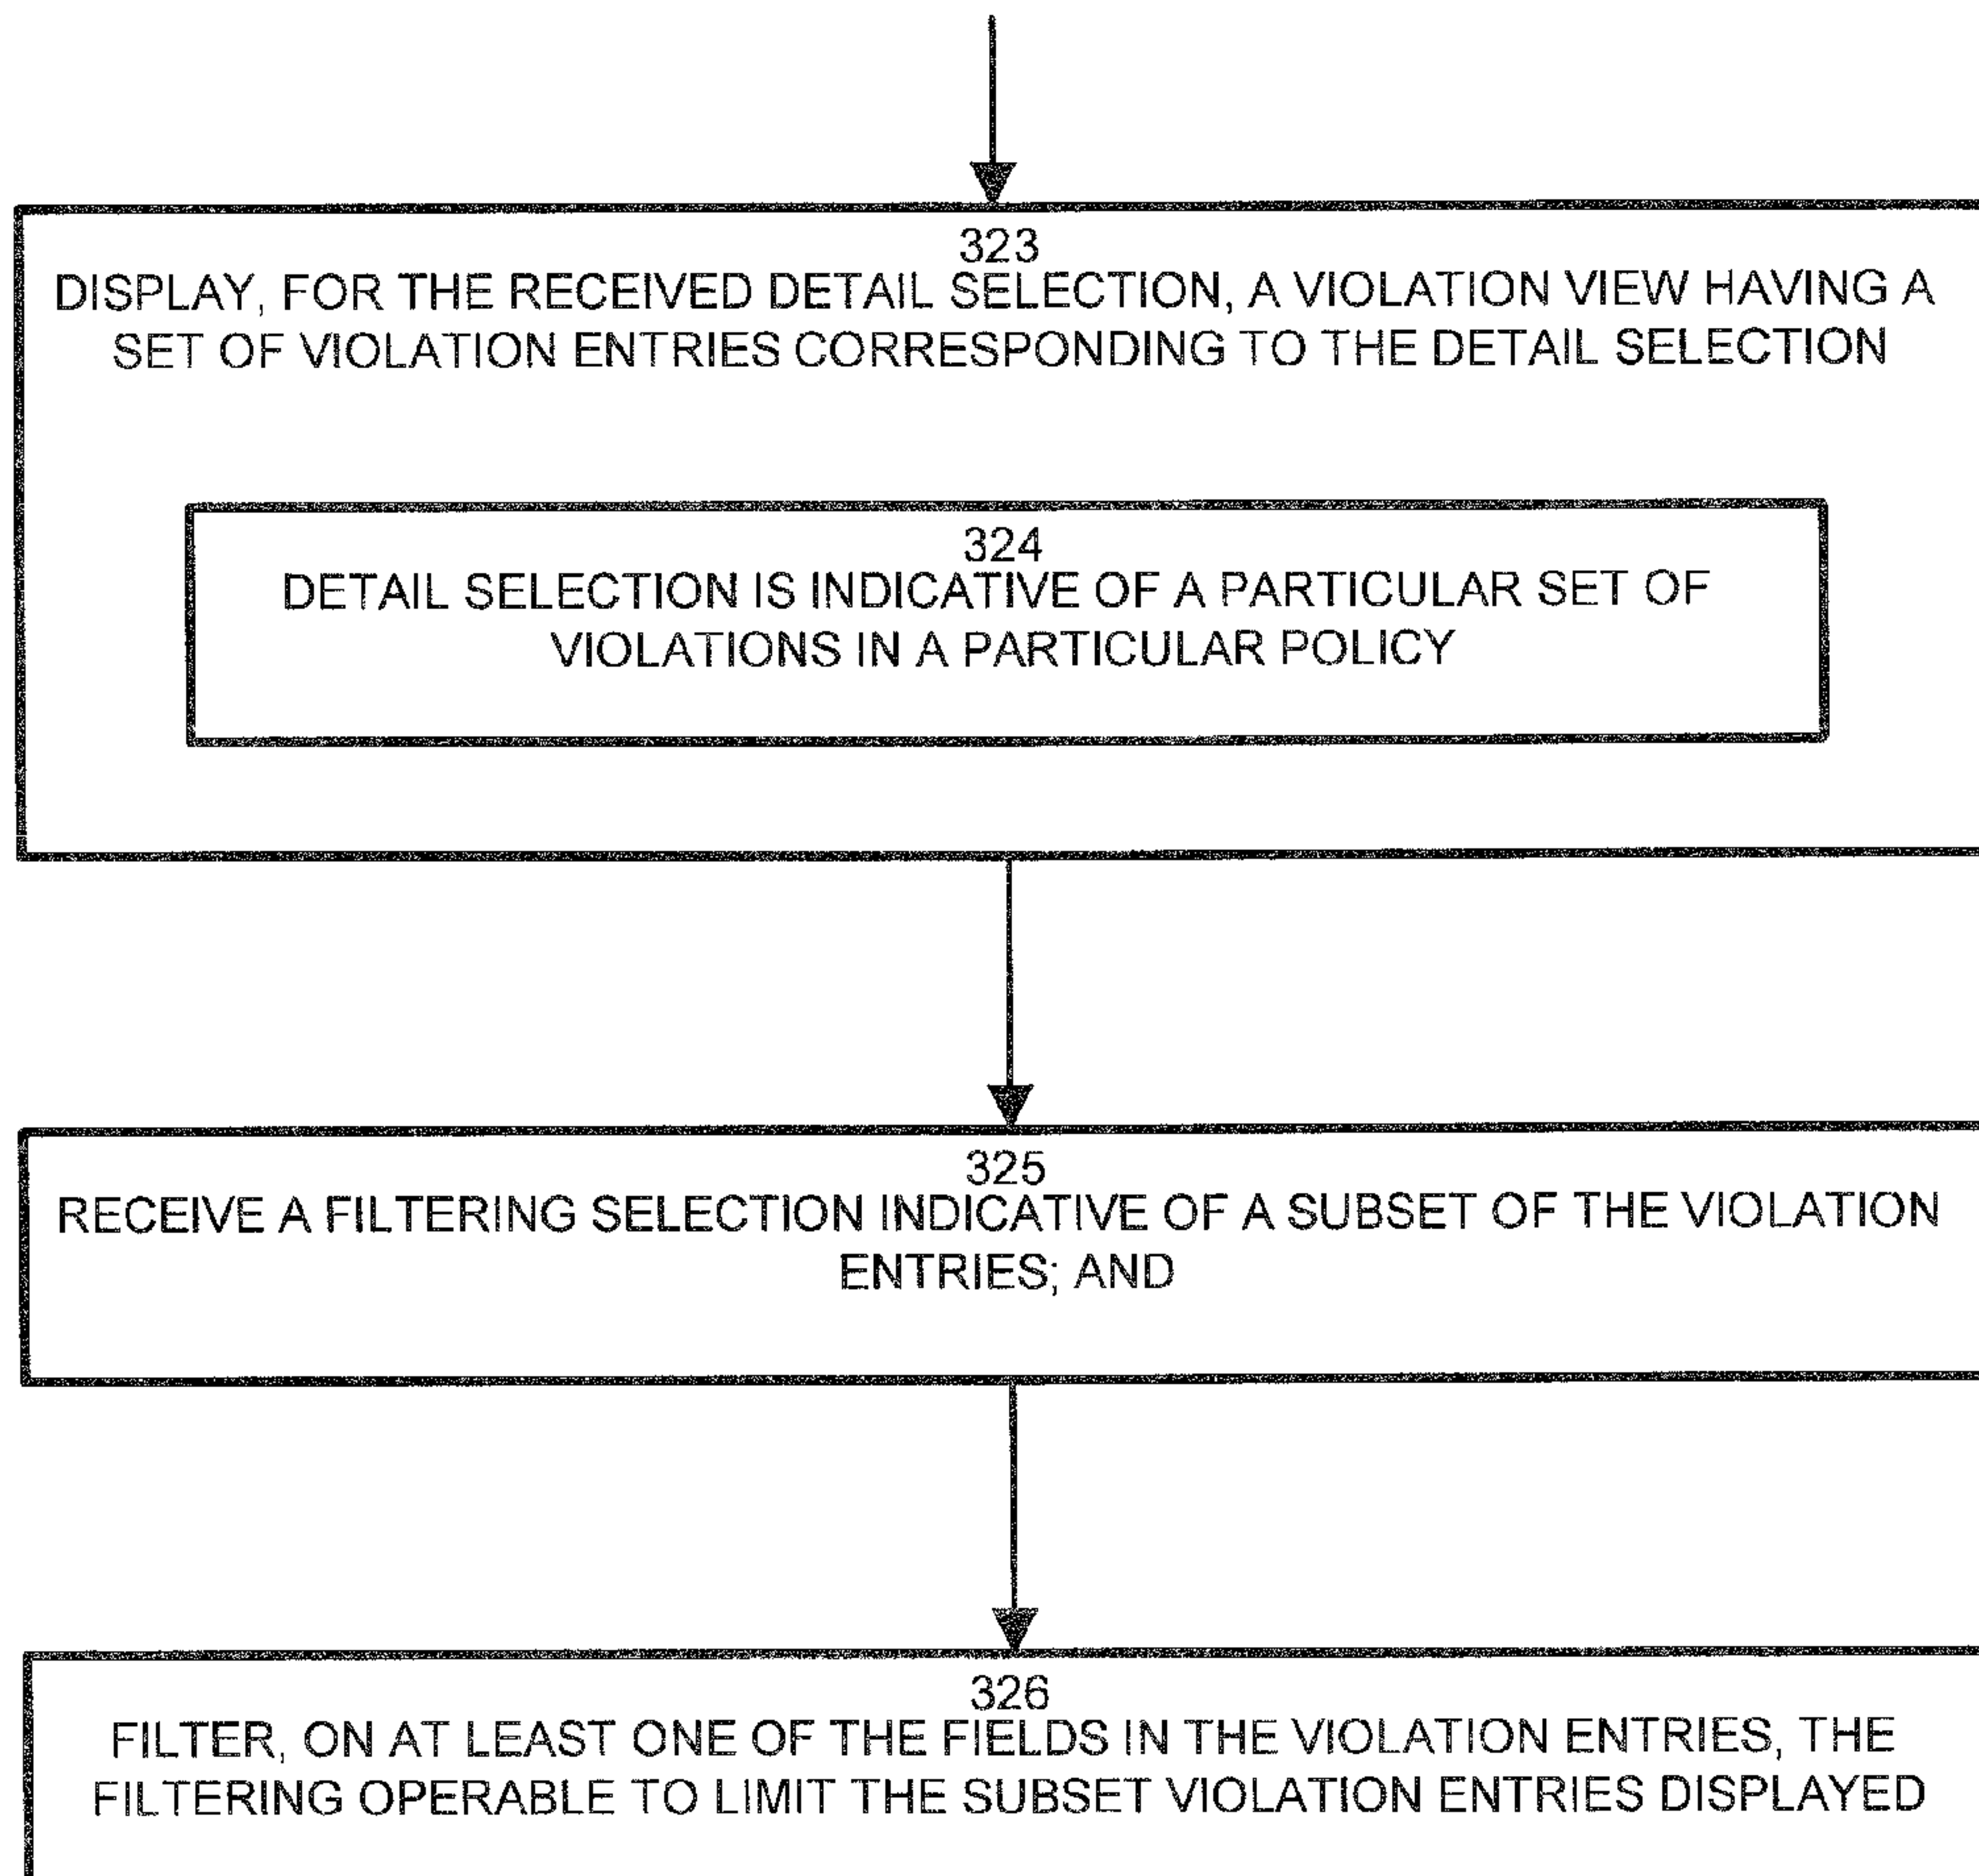 323
DISPLAY, FOR THE RECEIVED DETAIL SELECTION, A VIOLATION VIEW HAVING A
SET OF VIOLATION ENTRIES CORRESPONDING TO THE DETAIL SELECTION
324
DETAIL SELECTION IS INDICATIVE OF A PARTICULAR SET OF
VIOLATIONS IN A PARTICULAR POLICY
325
RECEIVE A FILTERING SELECTION INDICATIVE OF A SUBSET OF THE VIOLATION
ENTRIES; AND
326
FILTER, ON AT LEAST ONE OF THE FIELDS IN THE VIOLATION ENTRIES, THE
FILTERING OPERABLE TO LIMIT THE SUBSET VIOLATION ENTRIES DISPLAYED